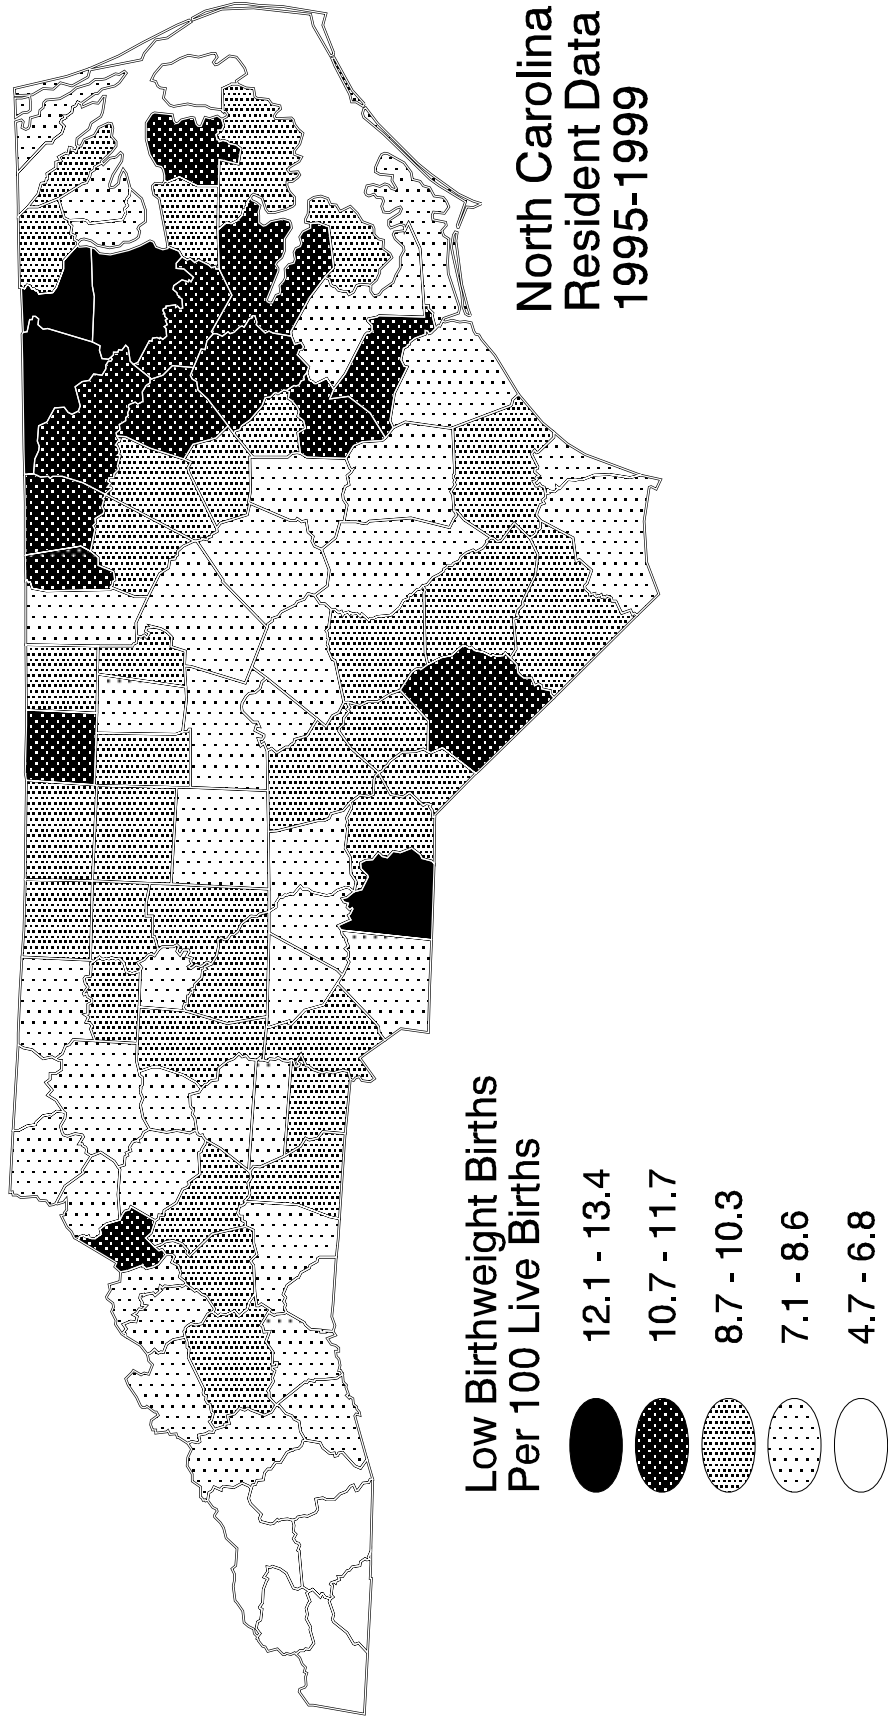 North Carolina
Resident Data
1995-1999
Low Birthweight Births
Per 100 Live Births
12.1 - 13.4
10.7 - 11.7
8.7 - 10.3
7.1 - 8.6
4.7 - 6.8